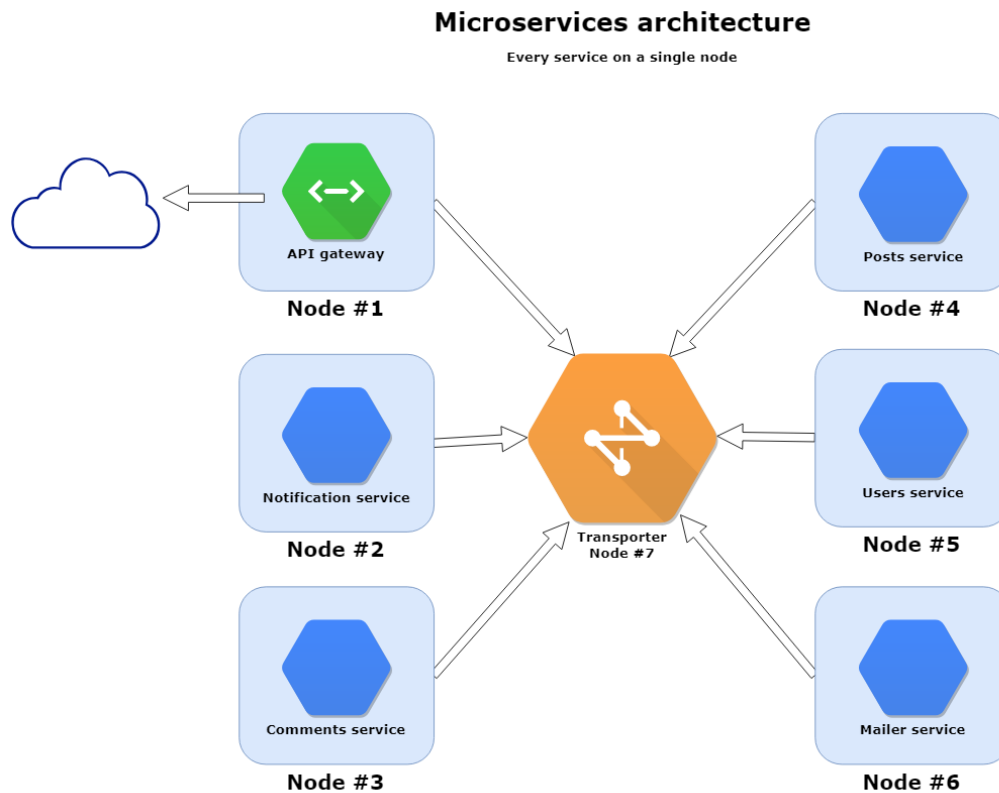 Microservices architecture
Every service on a single node
API gateway
Node #1
Posts service
Node #4
Notification service
Node #2
Transporter
Node #7
Users service
Node #5
Comments service
Node #3
Mailer service
Node #6